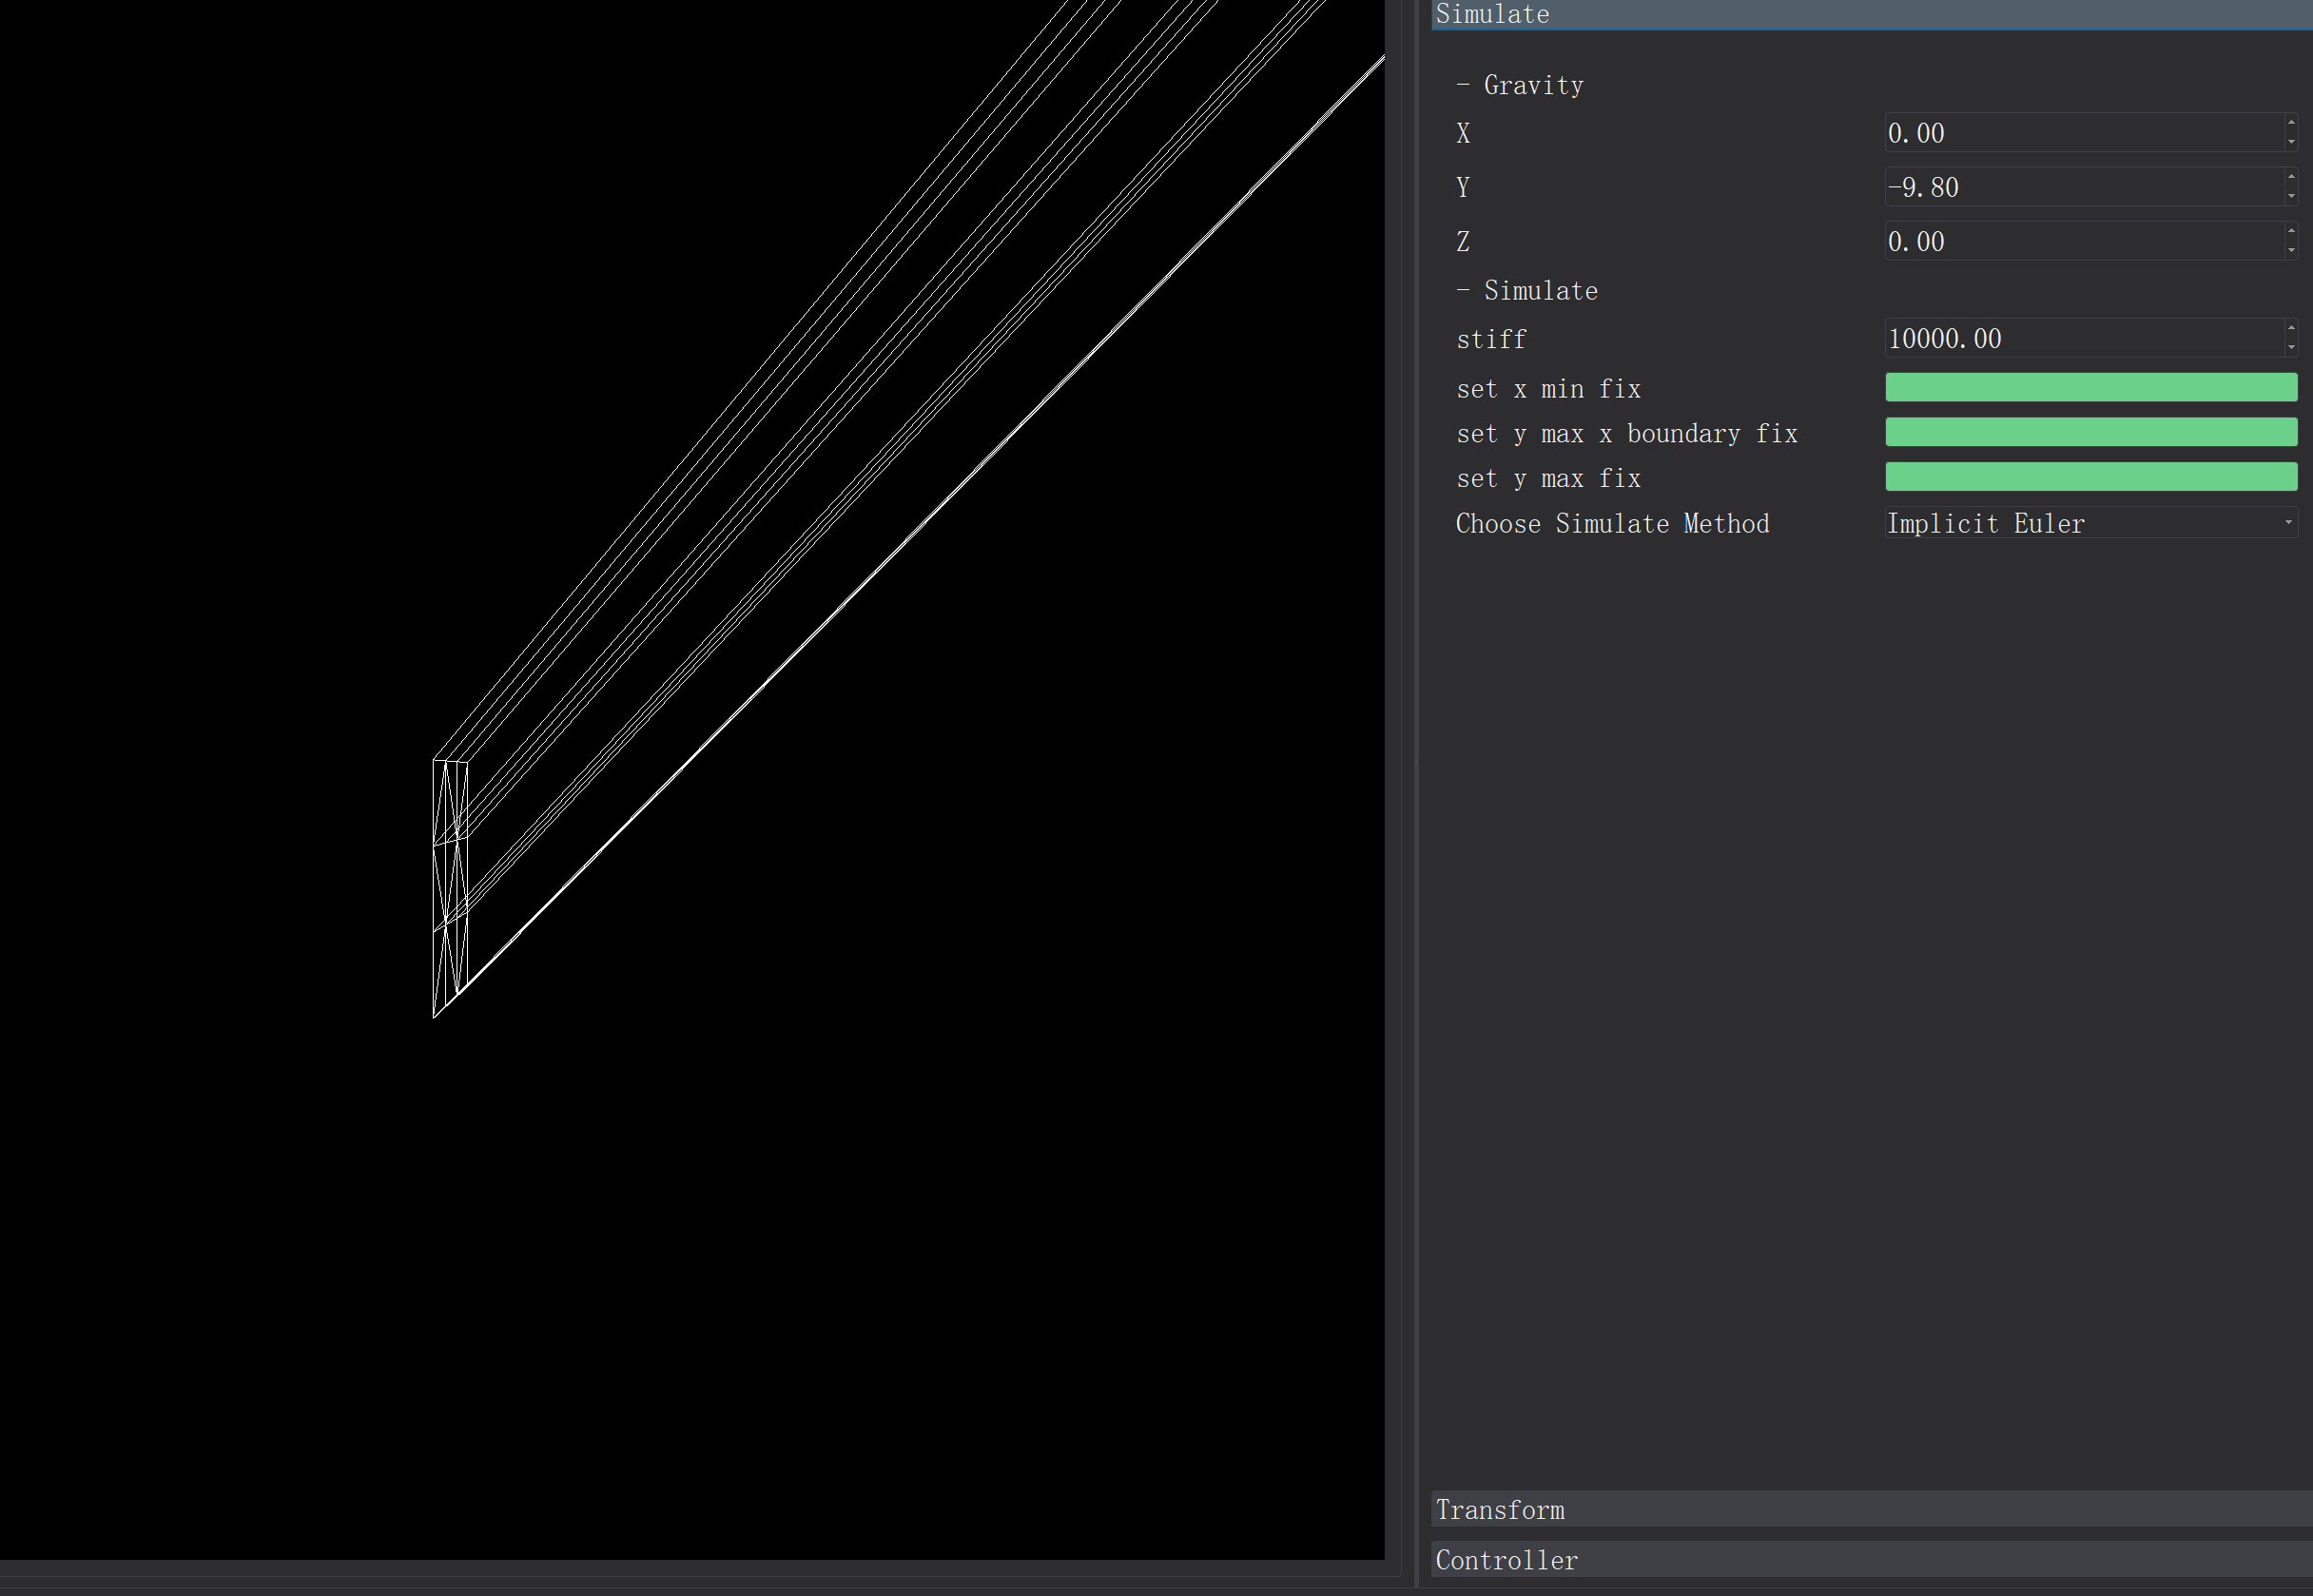 Simulate
- Gravity
X 0.00
Y -9.80
Z 0.00
- Simulate
stiff 10000.00
set x min fix
set y max x boundary fix
set y max fix
Choose Simulate Method Implicit Euler
Transform
Controller